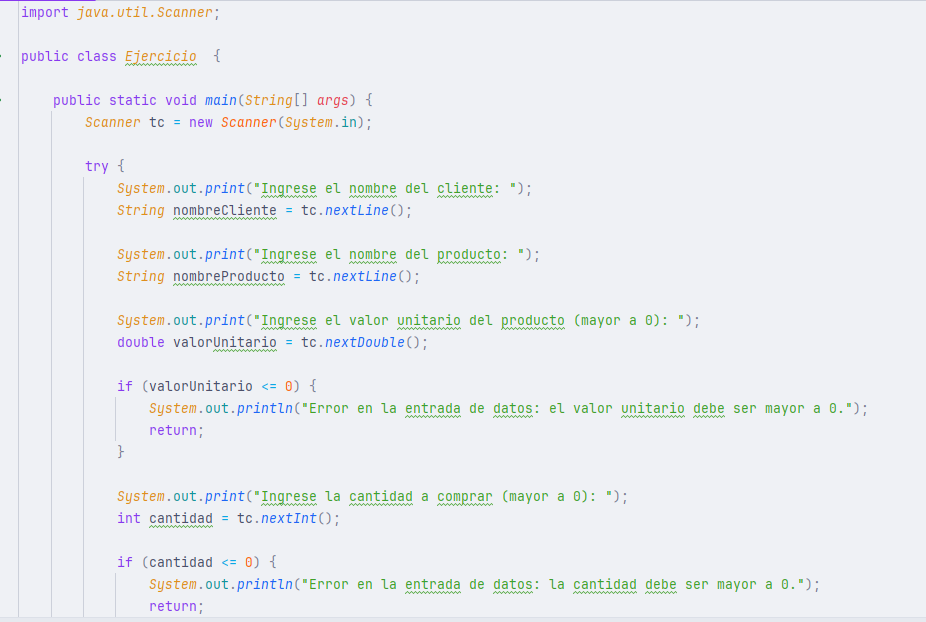 import java.util.Scanner;
public class Ejercicio  {
public static void main(String[] args) {
Scanner tc = new Scanner(System.in);
try {
System.out.print("Ingrese el nombre del cliente: ");
String nombreCliente = tc.nextLine();
System.out.print("Ingrese el nombre del producto: ");
String nombreProducto = tc.nextLine();
System.out.print("Ingrese el valor unitario del producto (mayor a 0): ");
double valorUnitario = tc.nextDouble();
if (valorUnitario <= 0) {
System.out.println("Error en la entrada de datos: el valor unitario debe ser mayor a 0.");
return;
}
System.out.print("Ingrese la cantidad a comprar (mayor a 0): ");
int cantidad = tc.nextInt();
if (cantidad <= 0) {
System.out.println("Error en la entrada de datos: la cantidad debe ser mayor a 0.");
return;